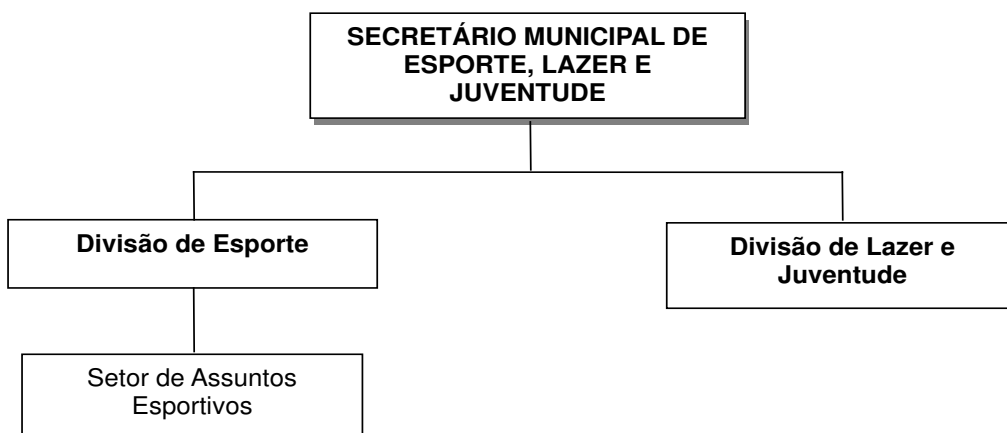 SECRETÁRIO MUNICIPAL DE
ESPORTE, LAZER E
JUVENTUDE
Divisão de Esporte
Divisão de Lazer e
Juventude
Setor de Assuntos
Esportivos